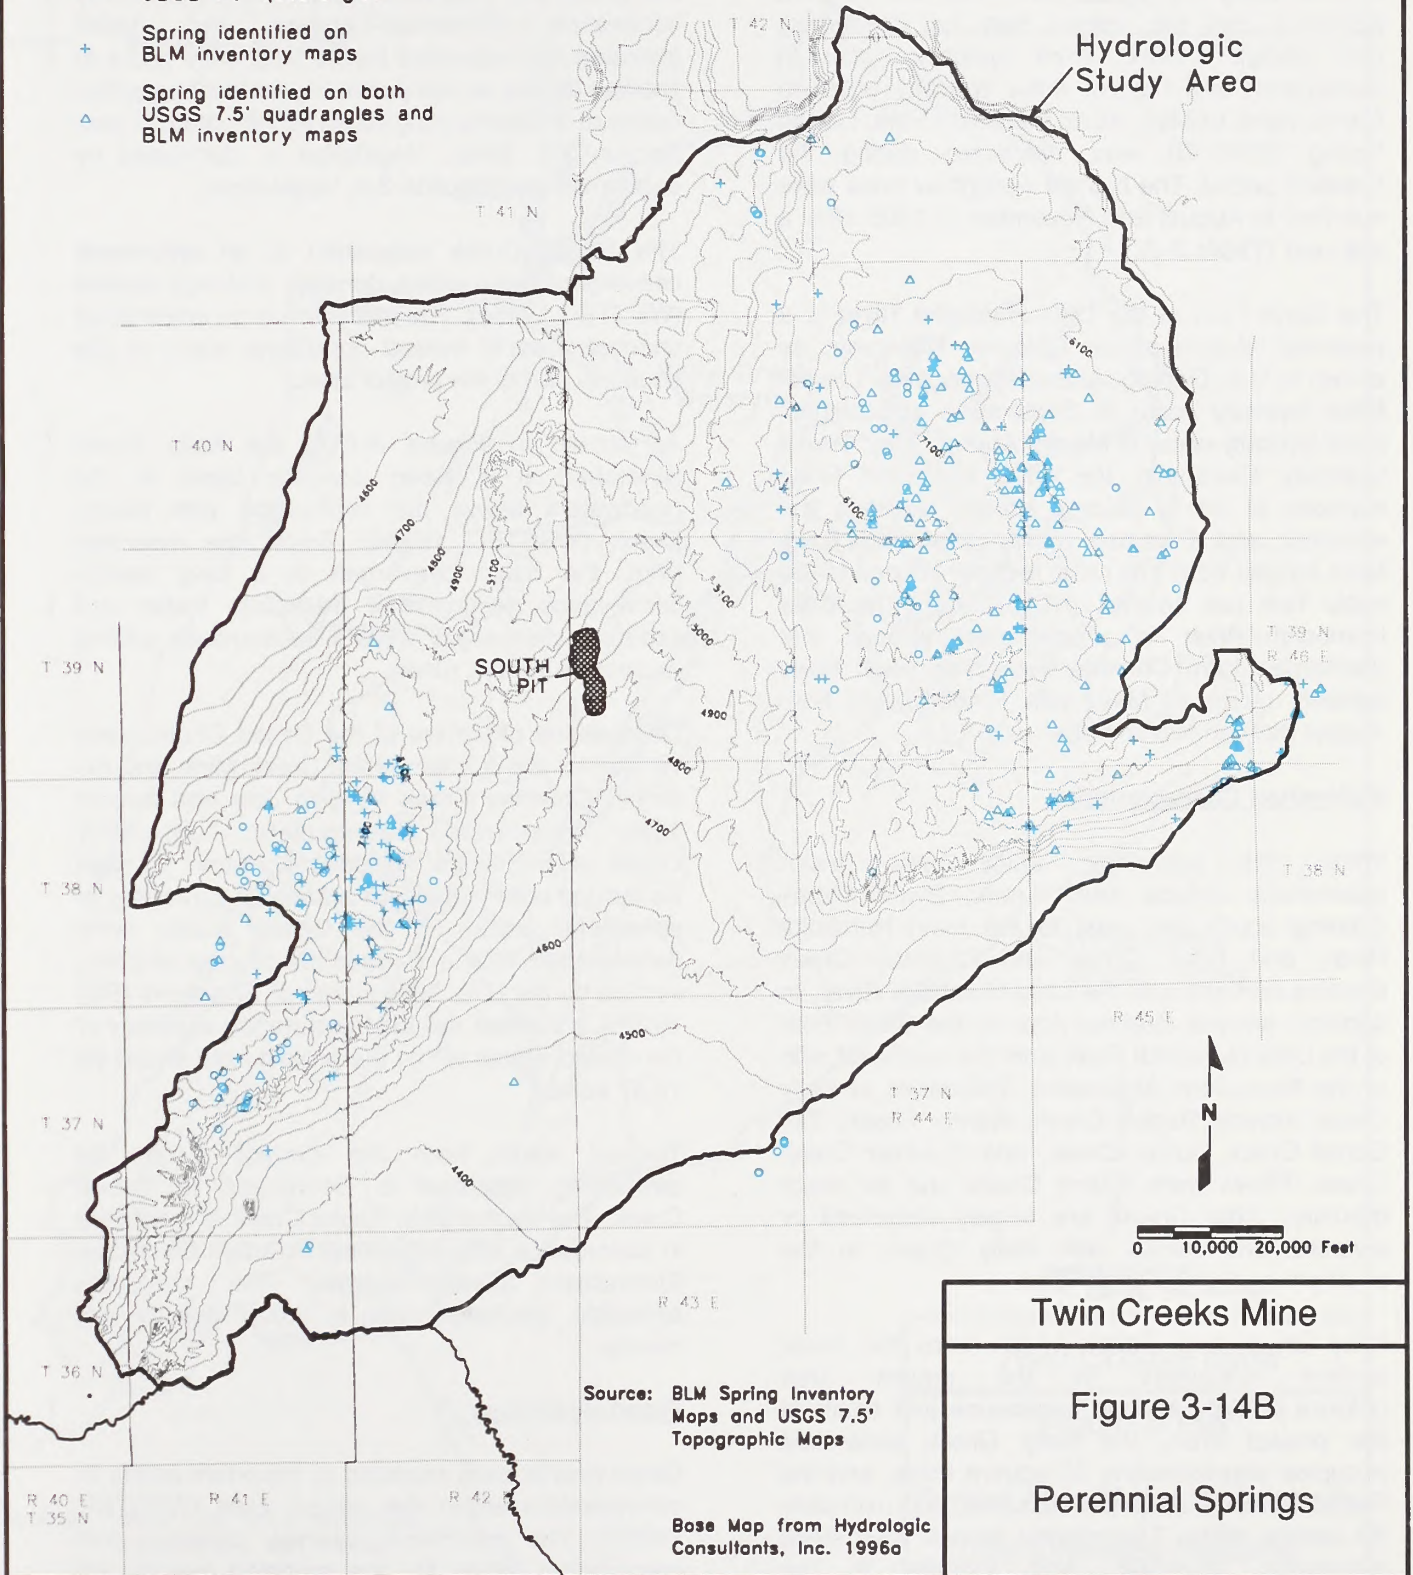 Spring identified on
BLM inventory maps
Spring identified on both
USGS 7.5' quadrangles and
BLM inventory maps
T 42 N
Hydrologic
Study Area
T 41 N
6100
T 40 N
7100
4600
6100
4700
4800
4900
5100
5100
5000
T 39 N
R 46 E
T 39 N
SOUTH
PIT
4900
4800
7100
4700
T 38 N
T 38 N
4600
R 45 E
4500
T 37 N
R 44 E
T 37 N
N
4400
0 10,000 20,000 Feet
R 43 E
T 36 N
Twin Creeks Mine
Source: BLM Spring Inventory
Maps and USGS 7.5'
Topographic Maps
Figure 3-14B
Perennial Springs
R 40 E
T 35 N
R 41 E
R 42 E
Base Map from Hydrologic
Consultants, Inc. 1996a